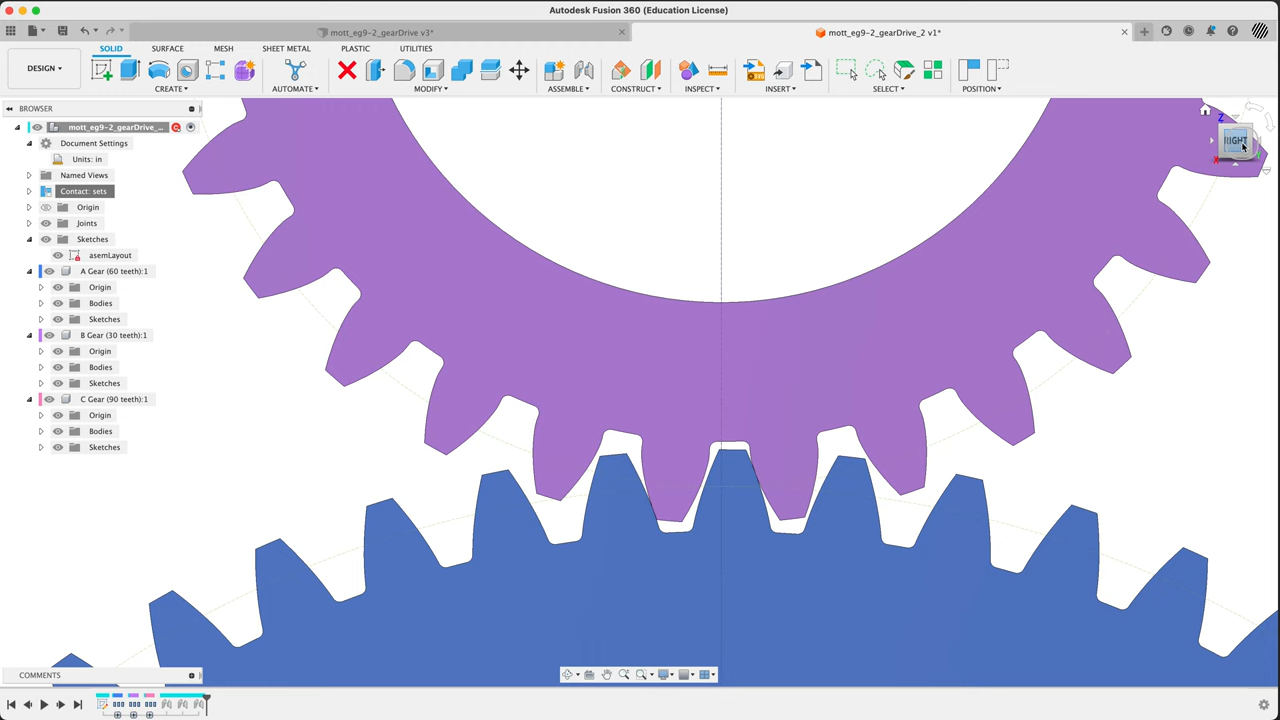 Autodesk Fusion 360 (Education License)
mott_eg9-2_gearDrive v3*
mott_eg9-2_gearDrive_2 v1*
SOLID SURFACE MESH SHEET METAL PLASTIC UTILITIES
DESIGN
CREATE AUTOMATE MODIFY ASSEMBLE CONSTRUCT INSPECT INSERT SELECT POSITION
BROWSER
mott_eg9-2_gearDrive_...
Document Settings
Units: in
Named Views
Contact: sets
Origin
Joints
Sketches
asemLayout
A Gear (60 teeth):1
Origin
Bodies
Sketches
B Gear (30 teeth):1
Origin
Bodies
Sketches
C Gear (90 teeth):1
Origin
Bodies
Sketches
Z
RIGHT
X
COMMENTS